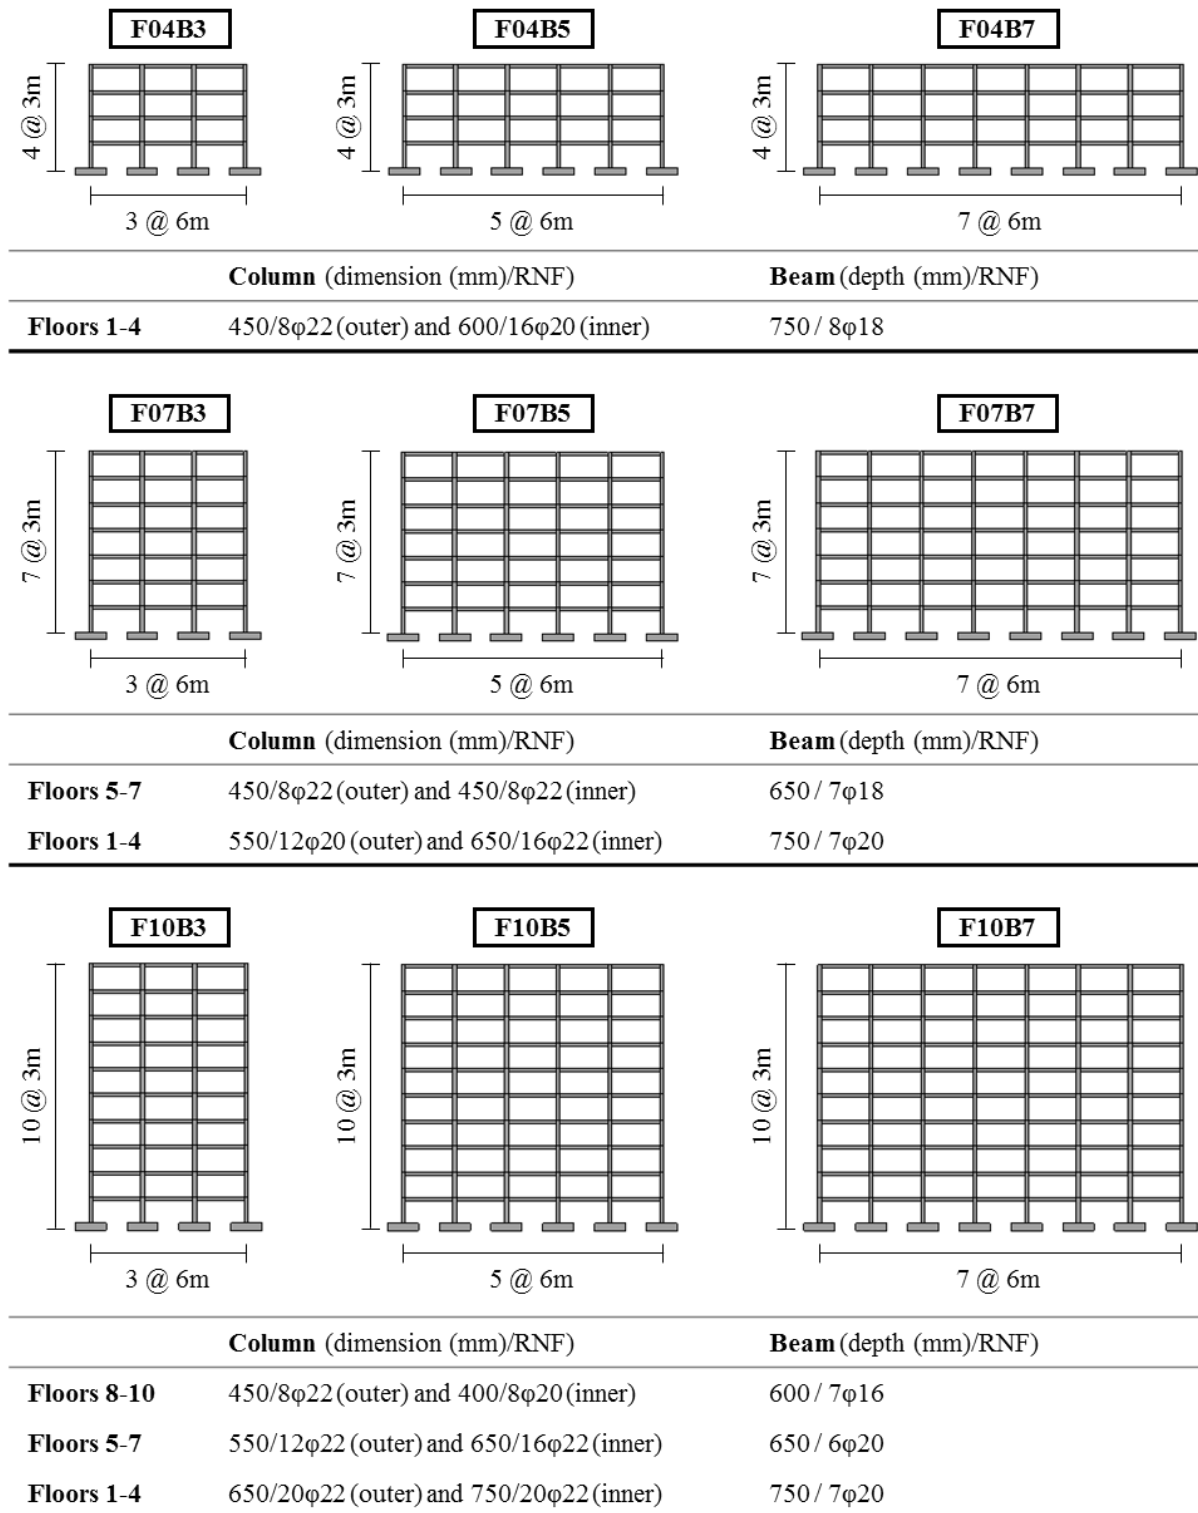 F04B3 F04B5 F04B7
4 @ 3m 4 @ 3m 4 @ 3m
3 @ 6m 5 @ 6m 7 @ 6m
Column (dimension (mm)/RNF) Beam (depth (mm)/RNF)
Floors 1-4 450/8φ22 (outer) and 600/16φ20 (inner) 750 / 8φ18
F07B3 F07B5 F07B7
7 @ 3m 7 @ 3m 7 @ 3m
3 @ 6m 5 @ 6m 7 @ 6m
Column (dimension (mm)/RNF) Beam (depth (mm)/RNF)
Floors 5-7 450/8φ22 (outer) and 450/8φ22 (inner) 650 / 7φ18
Floors 1-4 550/12φ20 (outer) and 650/16φ22 (inner) 750 / 7φ20
F10B3 F10B5 F10B7
10 @ 3m 10 @ 3m 10 @ 3m
3 @ 6m 5 @ 6m 7 @ 6m
Column (dimension (mm)/RNF) Beam (depth (mm)/RNF)
Floors 8-10 450/8φ22 (outer) and 400/8φ20 (inner) 600 / 7φ16
Floors 5-7 550/12φ22 (outer) and 650/16φ22 (inner) 650 / 6φ20
Floors 1-4 650/20φ22 (outer) and 750/20φ22 (inner) 750 / 7φ20